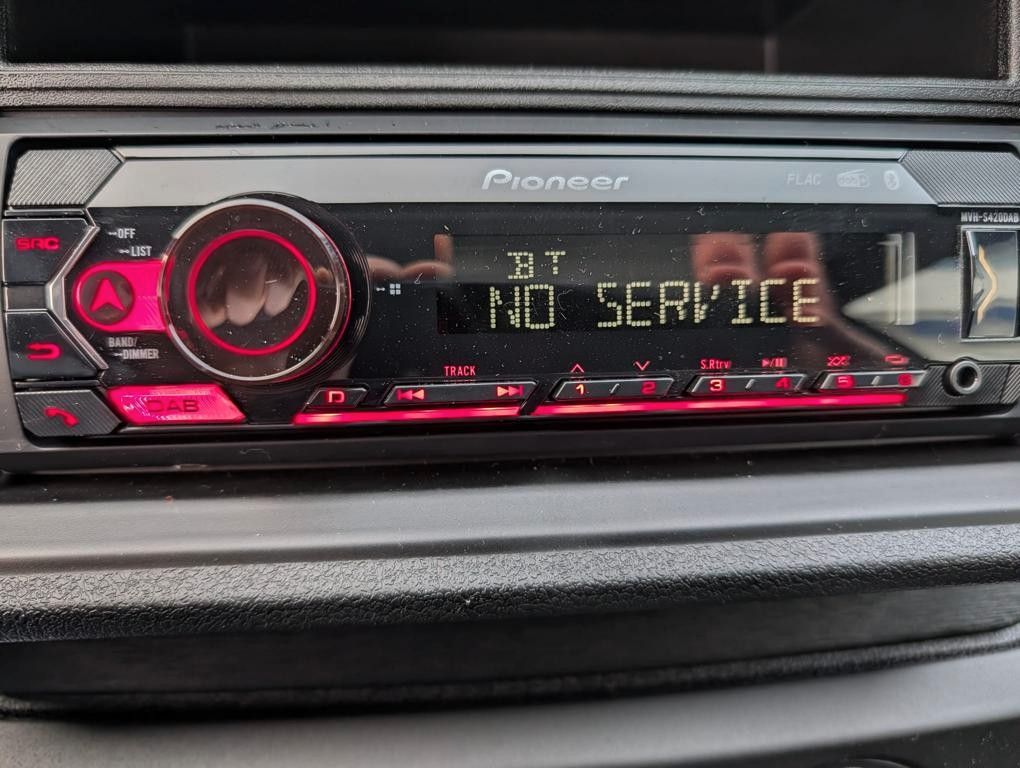 Pioneer
FLAC
MVH-S420DAB
SRC
OFF
LIST
BT
NO SERVICE
BAND/
DIMMER
TRACK
S.Rtrv
DAB
D
1 / 2
3 / 4
5 / 6